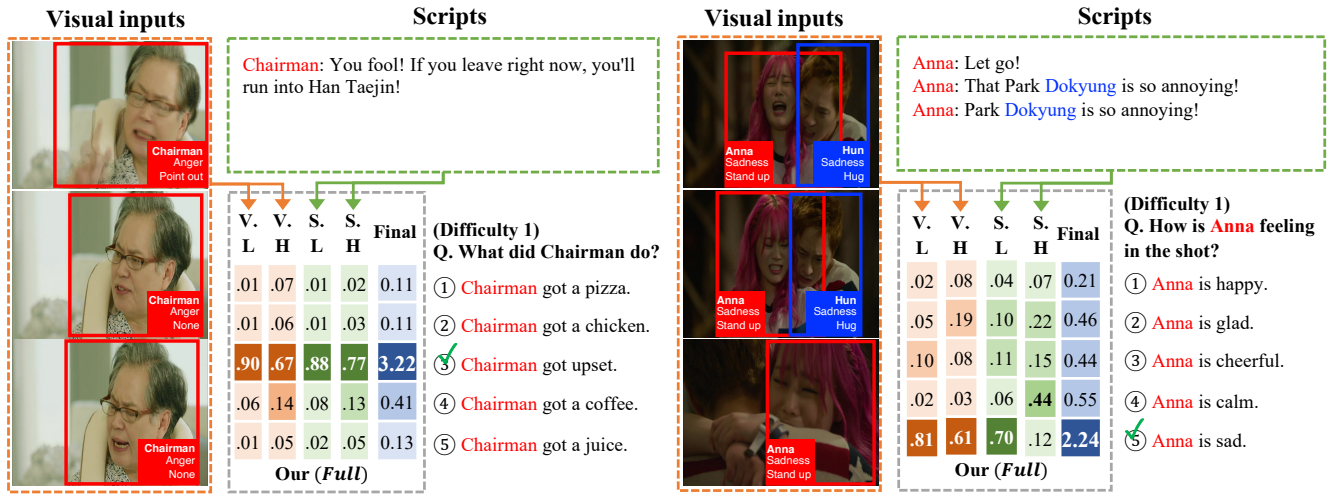 Visual inputs
Scripts
Chairman: You fool! If you leave right now, you'll
run into Han Taejin!
Chairman
Anger
Point out
Chairman
Anger
None
Chairman
Anger
None
V. V. S. S. Final
L H L H
.01 .07 .01 .02 0.11
.01 .06 .01 .03 0.11
.90 .67 .88 .77 3.22
.06 .14 .08 .13 0.41
.01 .05 .02 .05 0.13
Our (Full)
(Difficulty 1)
Q. What did Chairman do?
① Chairman got a pizza.
② Chairman got a chicken.
③ Chairman got upset.
④ Chairman got a coffee.
⑤ Chairman got a juice.
Visual inputs
Scripts
Anna: Let go!
Anna: That Park Dokyung is so annoying!
Anna: Park Dokyung is so annoying!
Anna
Sadness
Stand up
Hun
Sadness
Hug
Anna
Sadness
Stand up
Hun
Sadness
Hug
Anna
Sadness
Stand up
V. V. S. S. Final
L H L H
.02 .08 .04 .07 0.21
.05 .19 .10 .22 0.46
.10 .08 .11 .15 0.44
.02 .03 .06 .44 0.55
.81 .61 .70 .12 2.24
Our (Full)
(Difficulty 1)
Q. How is Anna feeling
in the shot?
① Anna is happy.
② Anna is glad.
③ Anna is cheerful.
④ Anna is calm.
⑤ Anna is sad.